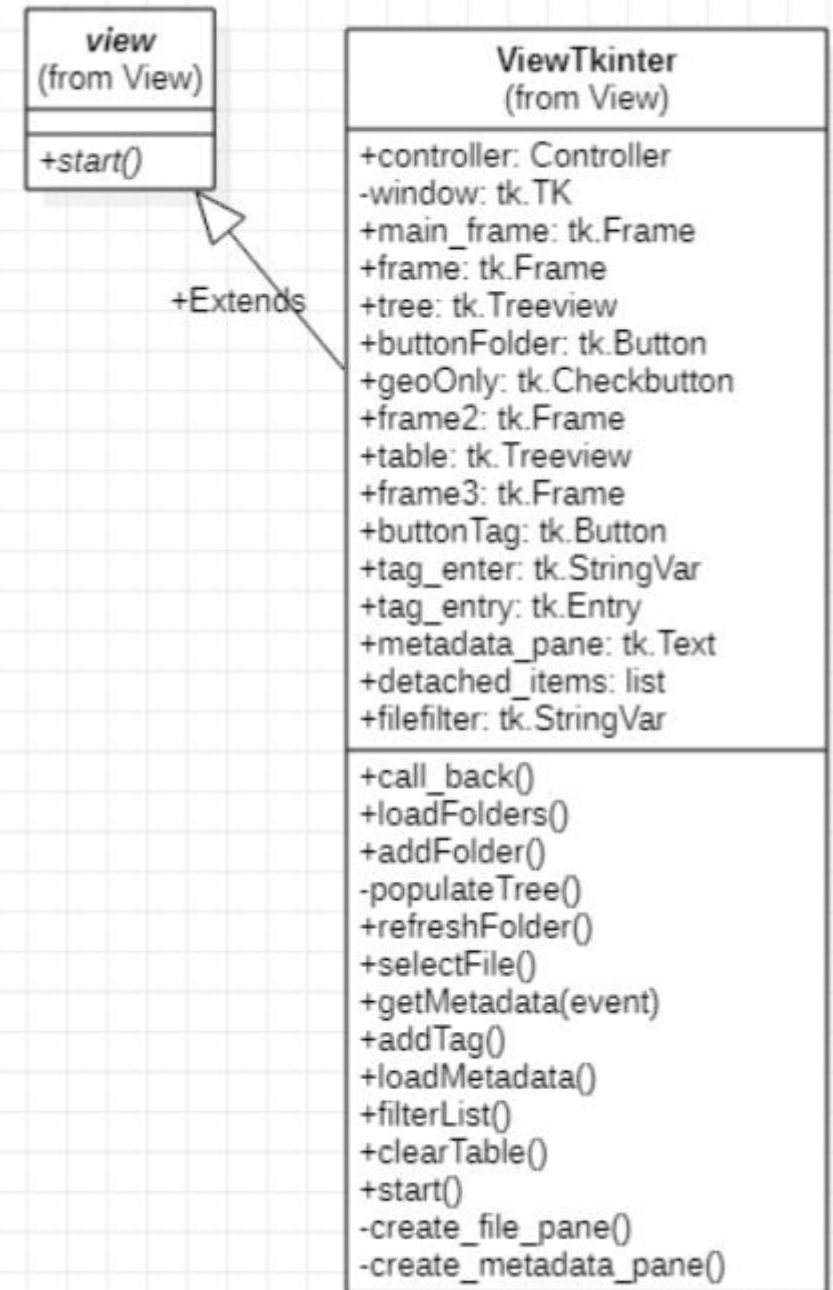 view
(from View)
+start()
+Extends
ViewTkinter
(from View)
+controller: Controller
-window: tk.TK
+main_frame: tk.Frame
+frame: tk.Frame
+tree: tk.Treeview
+buttonFolder: tk.Button
+geoOnly: tk.Checkbutton
+frame2: tk.Frame
+table: tk.Treeview
+frame3: tk.Frame
+buttonTag: tk.Button
+tag_enter: tk.StringVar
+tag_entry: tk.Entry
+metadata_pane: tk.Text
+detached_items: list
+filefilter: tk.StringVar
+call_back()
+loadFolders()
+addFolder()
-populateTree()
+refreshFolder()
+selectFile()
+getMetadata(event)
+addTag()
+loadMetadata()
+filterList()
+clearTable()
+start()
-create_file_pane()
-create_metadata_pane()